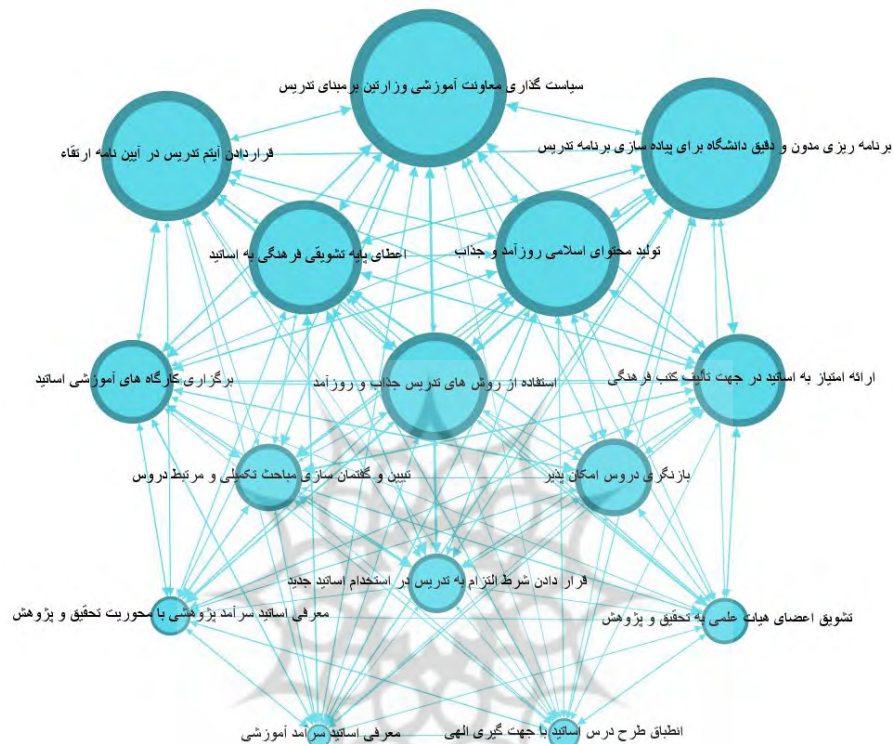 سیاست گذاری معاونت آموزشی وزارتین برمبنای تدریس
برنامه ریزی مدون و دقیق دانشگاه برای پیاده سازی برنامه تدریس
قراردادن آیتم تدریس در آیین نامه ارتقاء
تولید محتوای اسلامی روزآمد و جذاب
اعطای پایه تشویقی فرهنگی به اساتید
ارائه امتیاز به اساتید در جهت تألیف کتب فرهنگی
استفاده از روش های تدریس جذاب و روزآمد
برگزاری کارگاه های آموزشی اساتید
بازنگری دروس امکان پذیر
تبیین و گفتمان سازی مباحث تکمیلی و مرتبط دروس
قرار دادن شرط التزام به تدریس در استخدام اساتید جدید
تشویق اعضای هیات علمی به تحقیق و پژوهش
معرفی اساتید سرآمد پژوهشی با محوریت تحقیق و پژوهش
انطباق طرح درس اساتید با جهت گیری الهی
معرفی اساتید سرآمد آموزشی